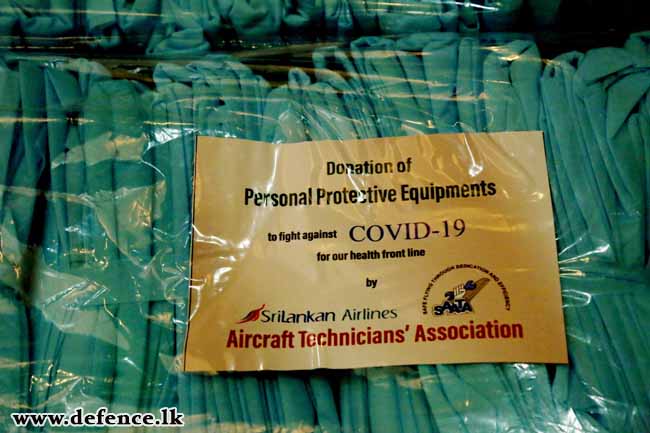 Donation of
Personal Protective Equipments
to fight against COVID-19
for our health front line
by
SriLankan Airlines
SAFE FLYING THROUGH DEDICATION AND EFFICIENCY
Aircraft Technicians' Association
www.defence.lk